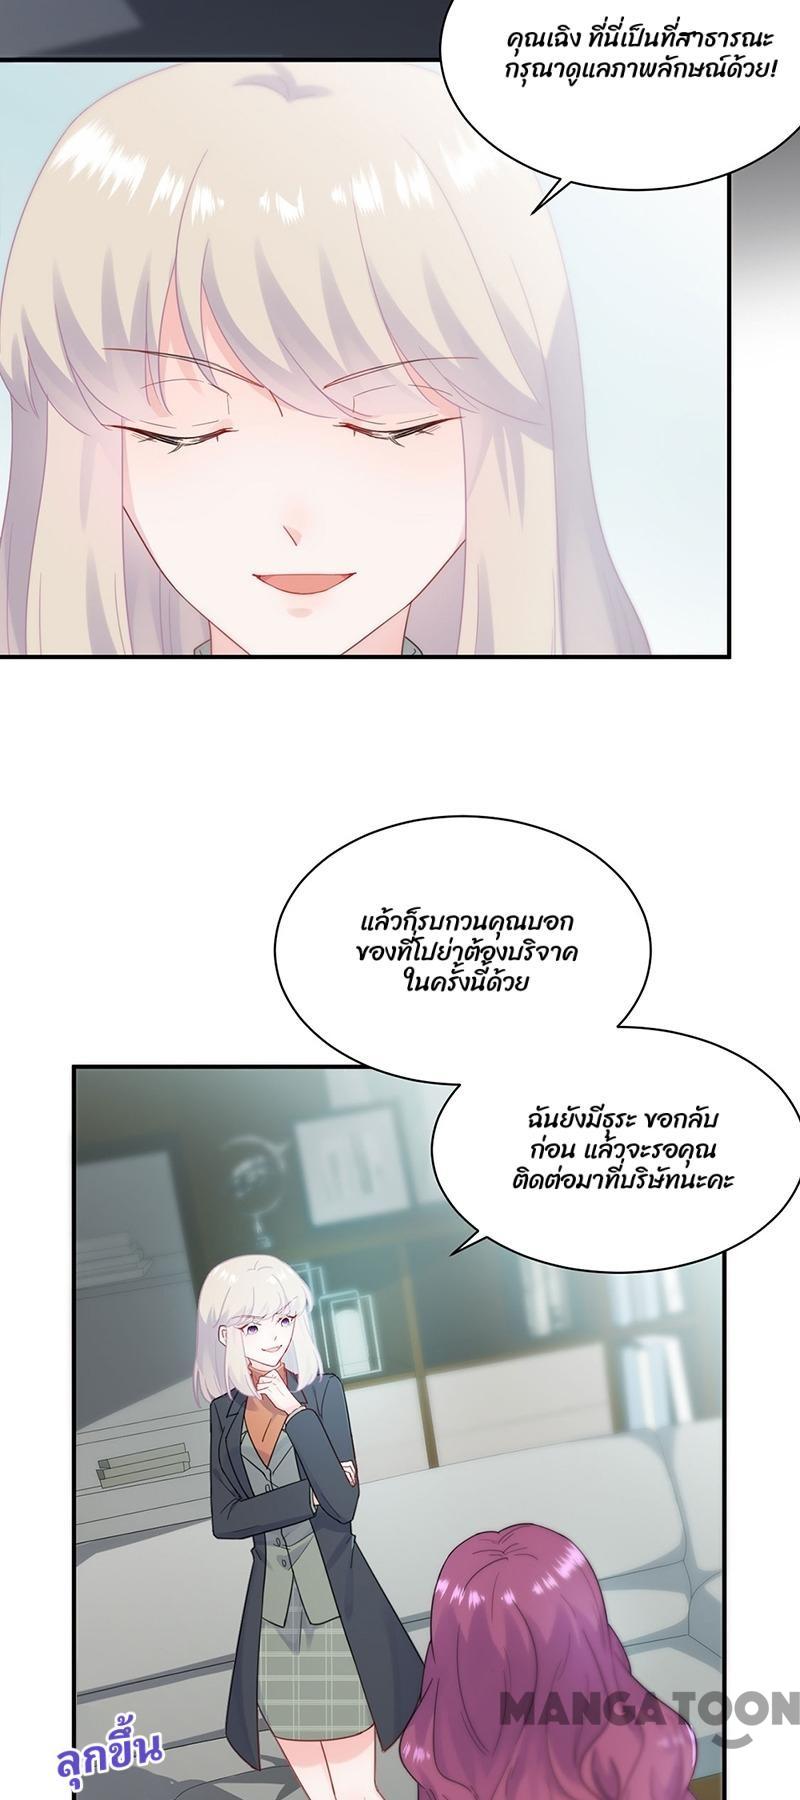 คุณเฉิง ที่นี่เป็นที่สาธารณะ
กรุณาดูแลภาพลักษณ์ด้วย!
แล้วก็รบกวนคุณบอก
ของที่โปย่าต้องบริจาค
ในครั้งนี้ด้วย
ฉันยังมีธุระ ขอกลับ
ก่อน แล้วจะรอคุณ
ติดต่อมาที่บริษัทนะคะ
MANGATOON
ลุกขึ้น